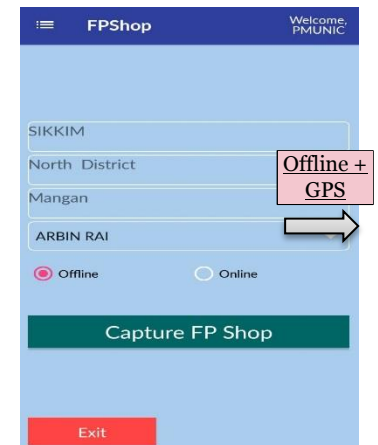 FPShop
Welcome,
PMUNIC
SIKKIM
North District
Mangan
ARBIN RAI
Offline +
GPS
Offline
Online
Capture FP Shop
Exit